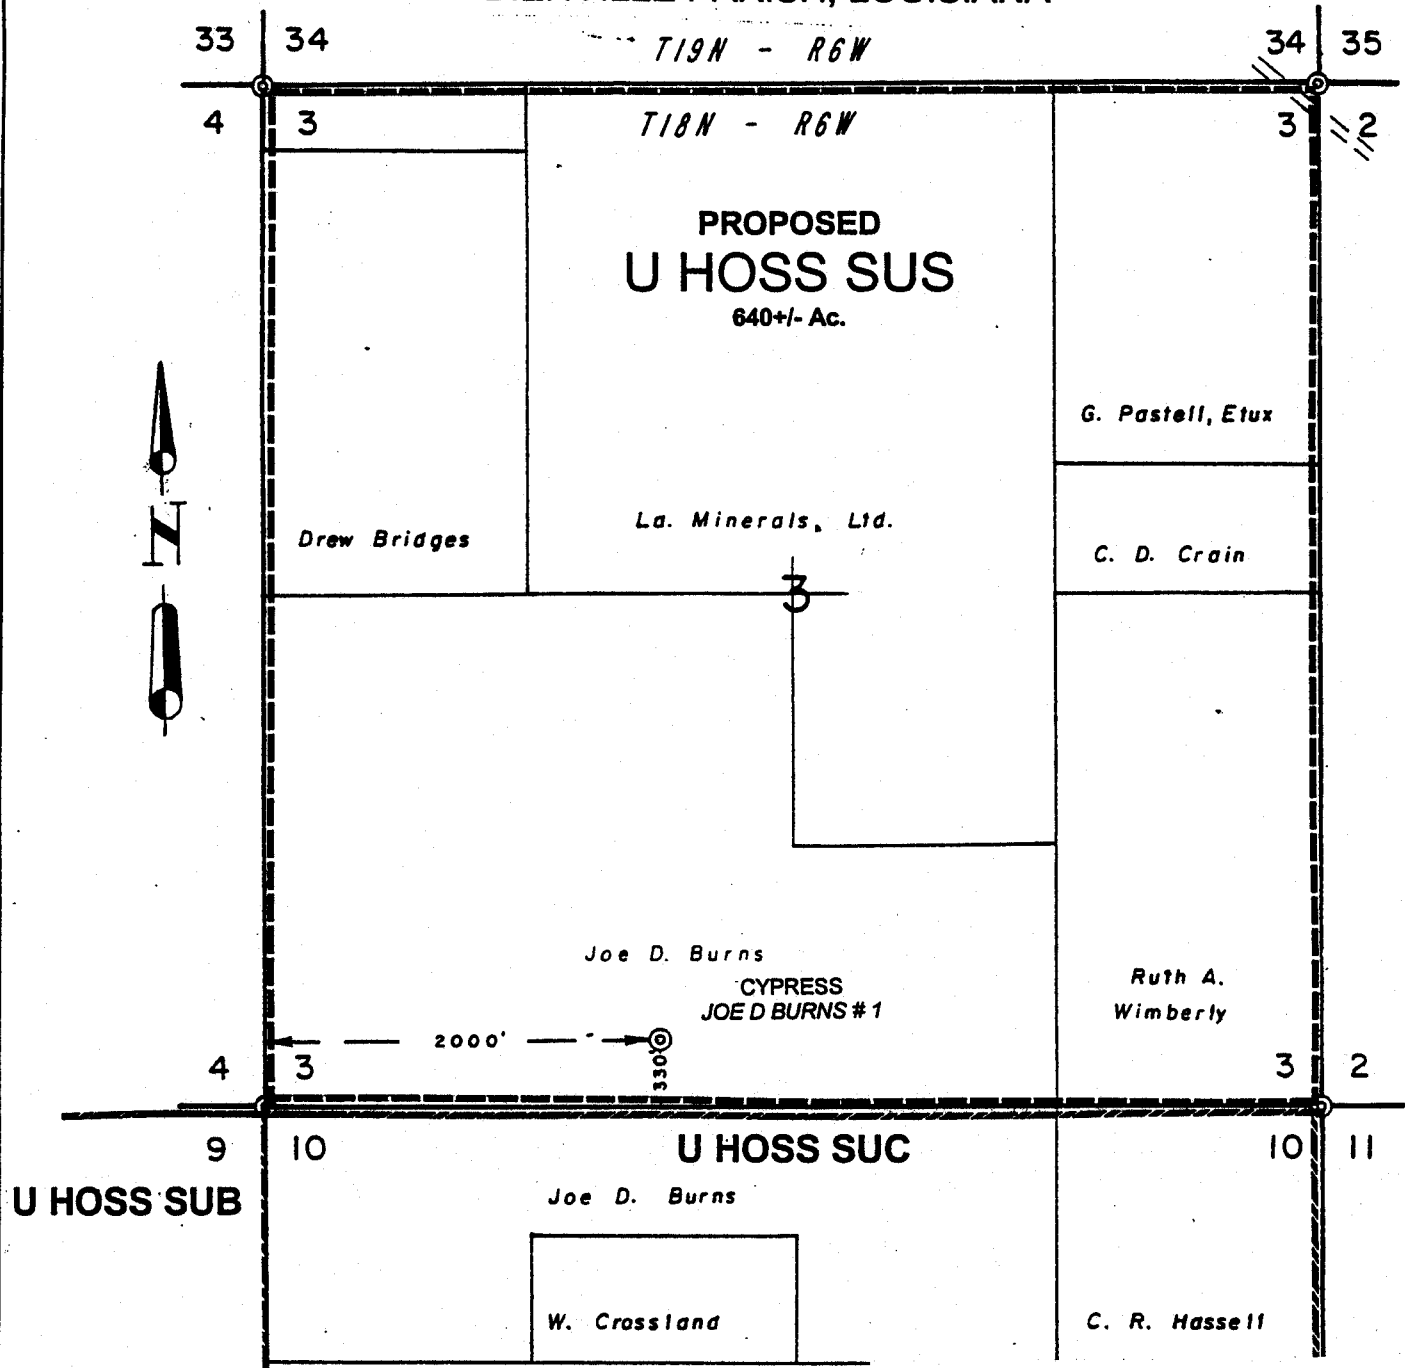 33 34
T19N - R6W
34 35
4 3
T18N - R6W
3 2
PROPOSED
U HOSS SUS
640+/- Ac.
G. Pastell, Etux
La. Minerals, Ltd.
Drew Bridges
C. D. Crain
N
3
Joe D. Burns
CYPRESS
JOE D BURNS # 1
Ruth A.
Wimberly
2000'
330'
4 3
3 2
9 10
U HOSS SUC
10 11
U HOSS SUB
Joe D. Burns
W. Crossland
C. R. Hassell